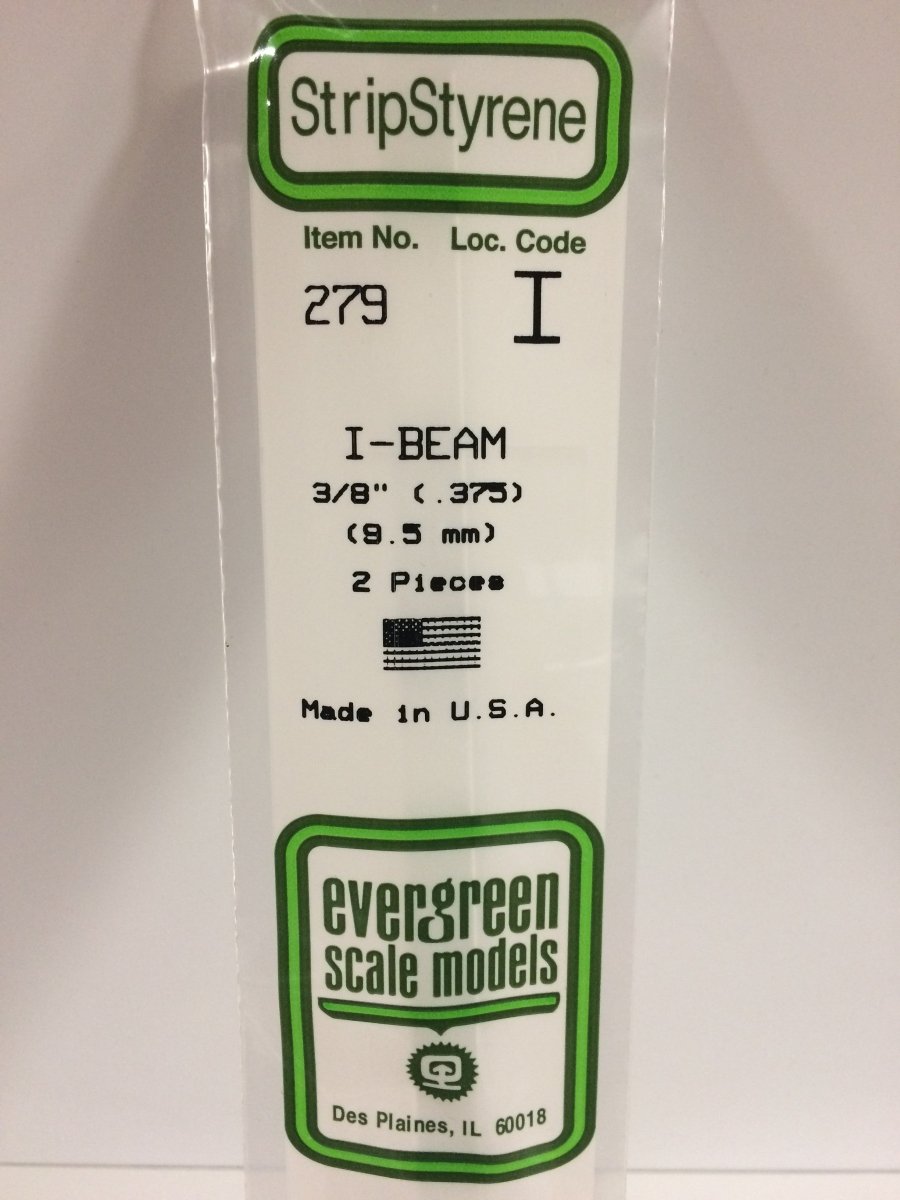 StripStyrene
Item No. Loc. Code
279 I
I-BEAM
3/8" (.375)
(9.5 mm)
2 Pieces
Made in U.S.A.
evergreen
scale models
Des Plaines, IL 60018